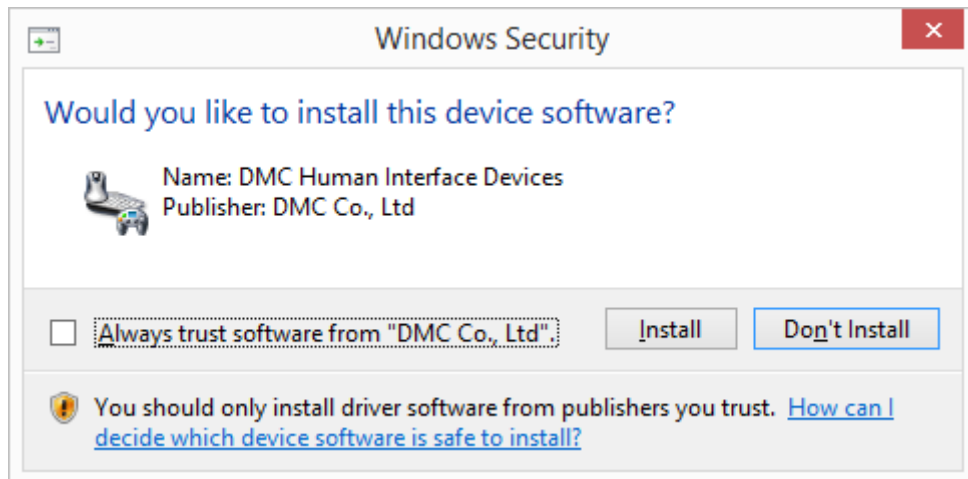 Windows Security
Would you like to install this device software?
Name: DMC Human Interface Devices
Publisher: DMC Co., Ltd
Always trust software from "DMC Co., Ltd".
Install
Don't Install
You should only install driver software from publishers you trust. How can I
decide which device software is safe to install?